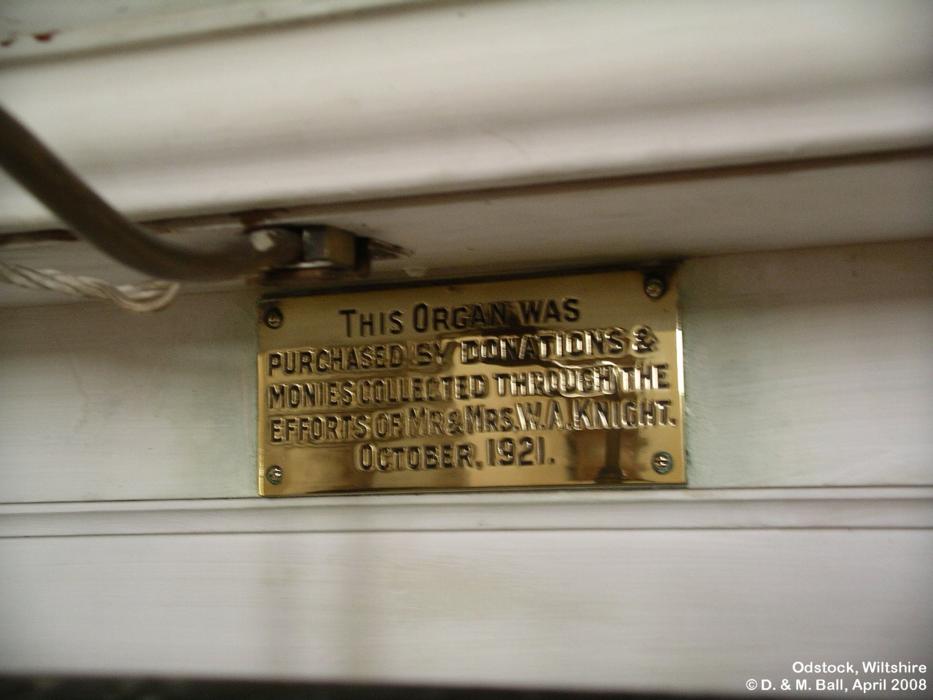 THIS ORGAN WAS
PURCHASED BY DONATIONS &
MONIES COLLECTED THROUGH THE
EFFORTS OF MR & MRS. W. A. KNIGHT.
OCTOBER, 1921.
Odstock, Wiltshire
© D. & M. Ball, April 2008